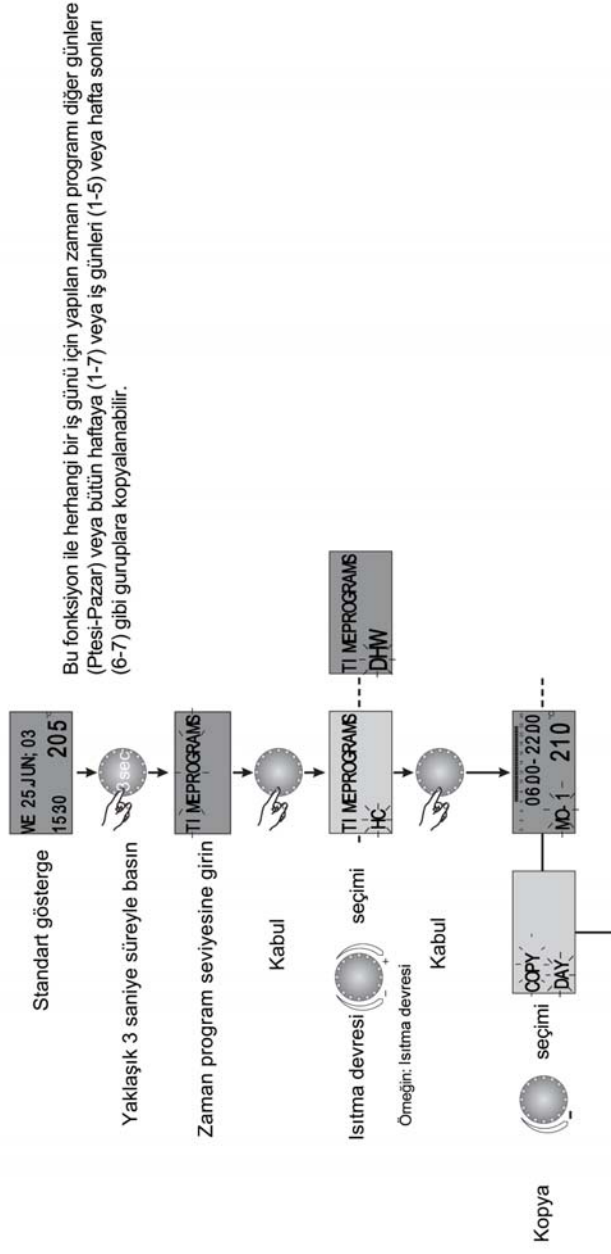 Bu fonksiyon ile herhangi bir iş günü için yapılan zaman programı diğer günlere
(Ptesi-Pazar) veya bütün haftaya (1-7) veya iş günleri (1-5) veya hafta sonları
(6-7) gibi guruplara kopyalanabilir.
Standart gösterge
WE 25 JUN; 03
1530 205
Yaklaşık 3 saniye süreyle basın
3 sec
Zaman program seviyesine girin
TI MEPROGRAMS
Kabul
Isıtma devresi seçimi
- +
Örneğin: Isıtma devresi
TI MEPROGRAMS
HC
TI MEPROGRAMS
DHW
Kabul
Kopya seçimi
-
COPY
DAY
0600- 2200
MO- 1 210
°C